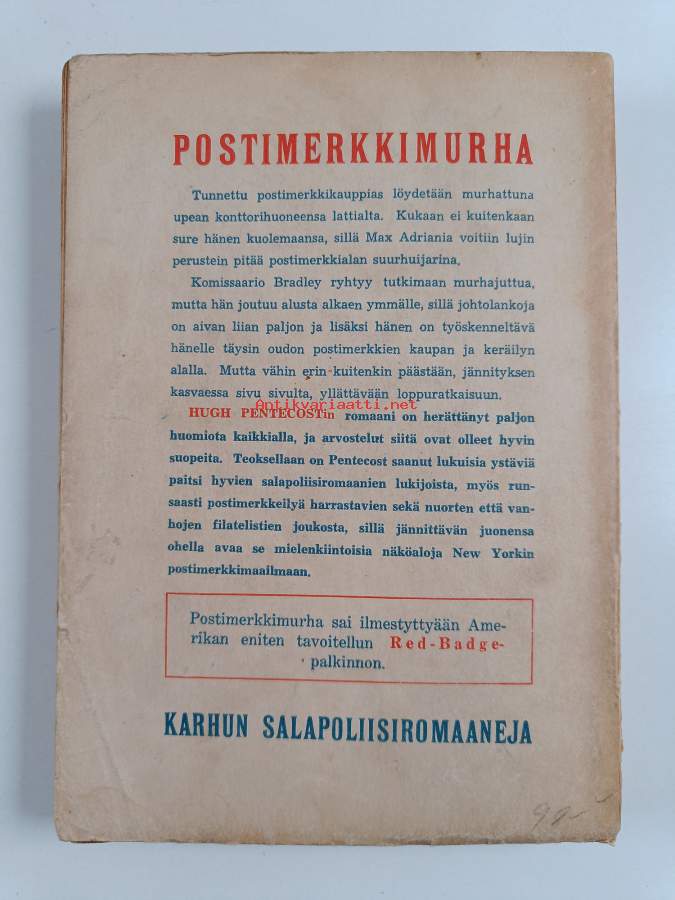 POSTIMERKKIMURHA
Tunnettu postimerkkikauppias löydetään murhattuna
upean konttorihuoneensa lattialta. Kukaan ei kuitenkaan
sure hänen kuolemaansa, sillä Max Adriania voitiin lujin
perustein pitää postimerkkialan suurhuijarina.
Komissaario Bradley ryhtyy tutkimaan murhajuttua,
mutta hän joutuu alusta alkaen ymmälle, sillä johtolankoja
on aivan liian paljon ja lisäksi hänen on työskenneltävä
hänelle täysin oudon postimerkkien kaupan ja keräilyn
alalla. Mutta vähin erin kuitenkin päästään, jännityksen
kasvaessa sivu sivulta, yllättävään loppuratkaisuun.
Antikvariaatti.net
HUGH PENTECOSTin romaani on herättänyt paljon
huomiota kaikkialla, ja arvostelut siitä ovat olleet hyvin
suopeita. Teoksellaan on Pentecost saanut lukuisia ystäviä
paitsi hyvien salapoliisiromaanien lukijoista, myös run-
saasti postimerkkeilyä harrastavien sekä nuorten että van-
hojen filatelistien joukosta, sillä jännittävän juonensa
ohella avaa se mielenkiintoisia näköaloja New Yorkin
postimerkkimaailmaan.
Postimerkkimurha sai ilmestyttyään Ame-
rikan eniten tavoitellun Red-Badge-
palkinnon.
KARHUN SALAPOLIISIROMAANEJA